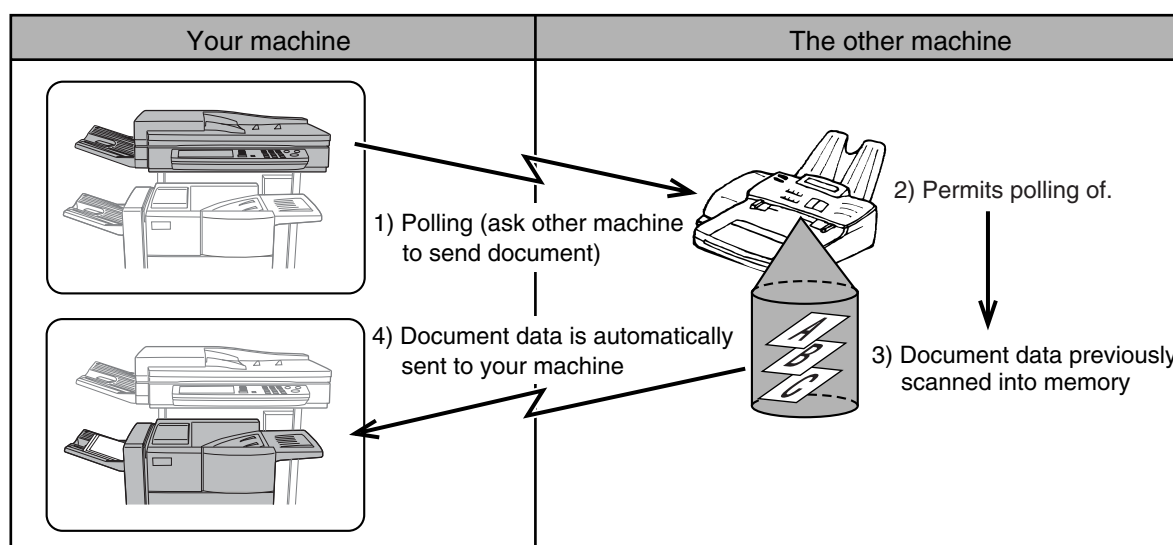 Your machine
The other machine
1) Polling (ask other machine
to send document)
2) Permits polling of.
A
B
C
3) Document data previously
scanned into memory
4) Document data is automatically
sent to your machine